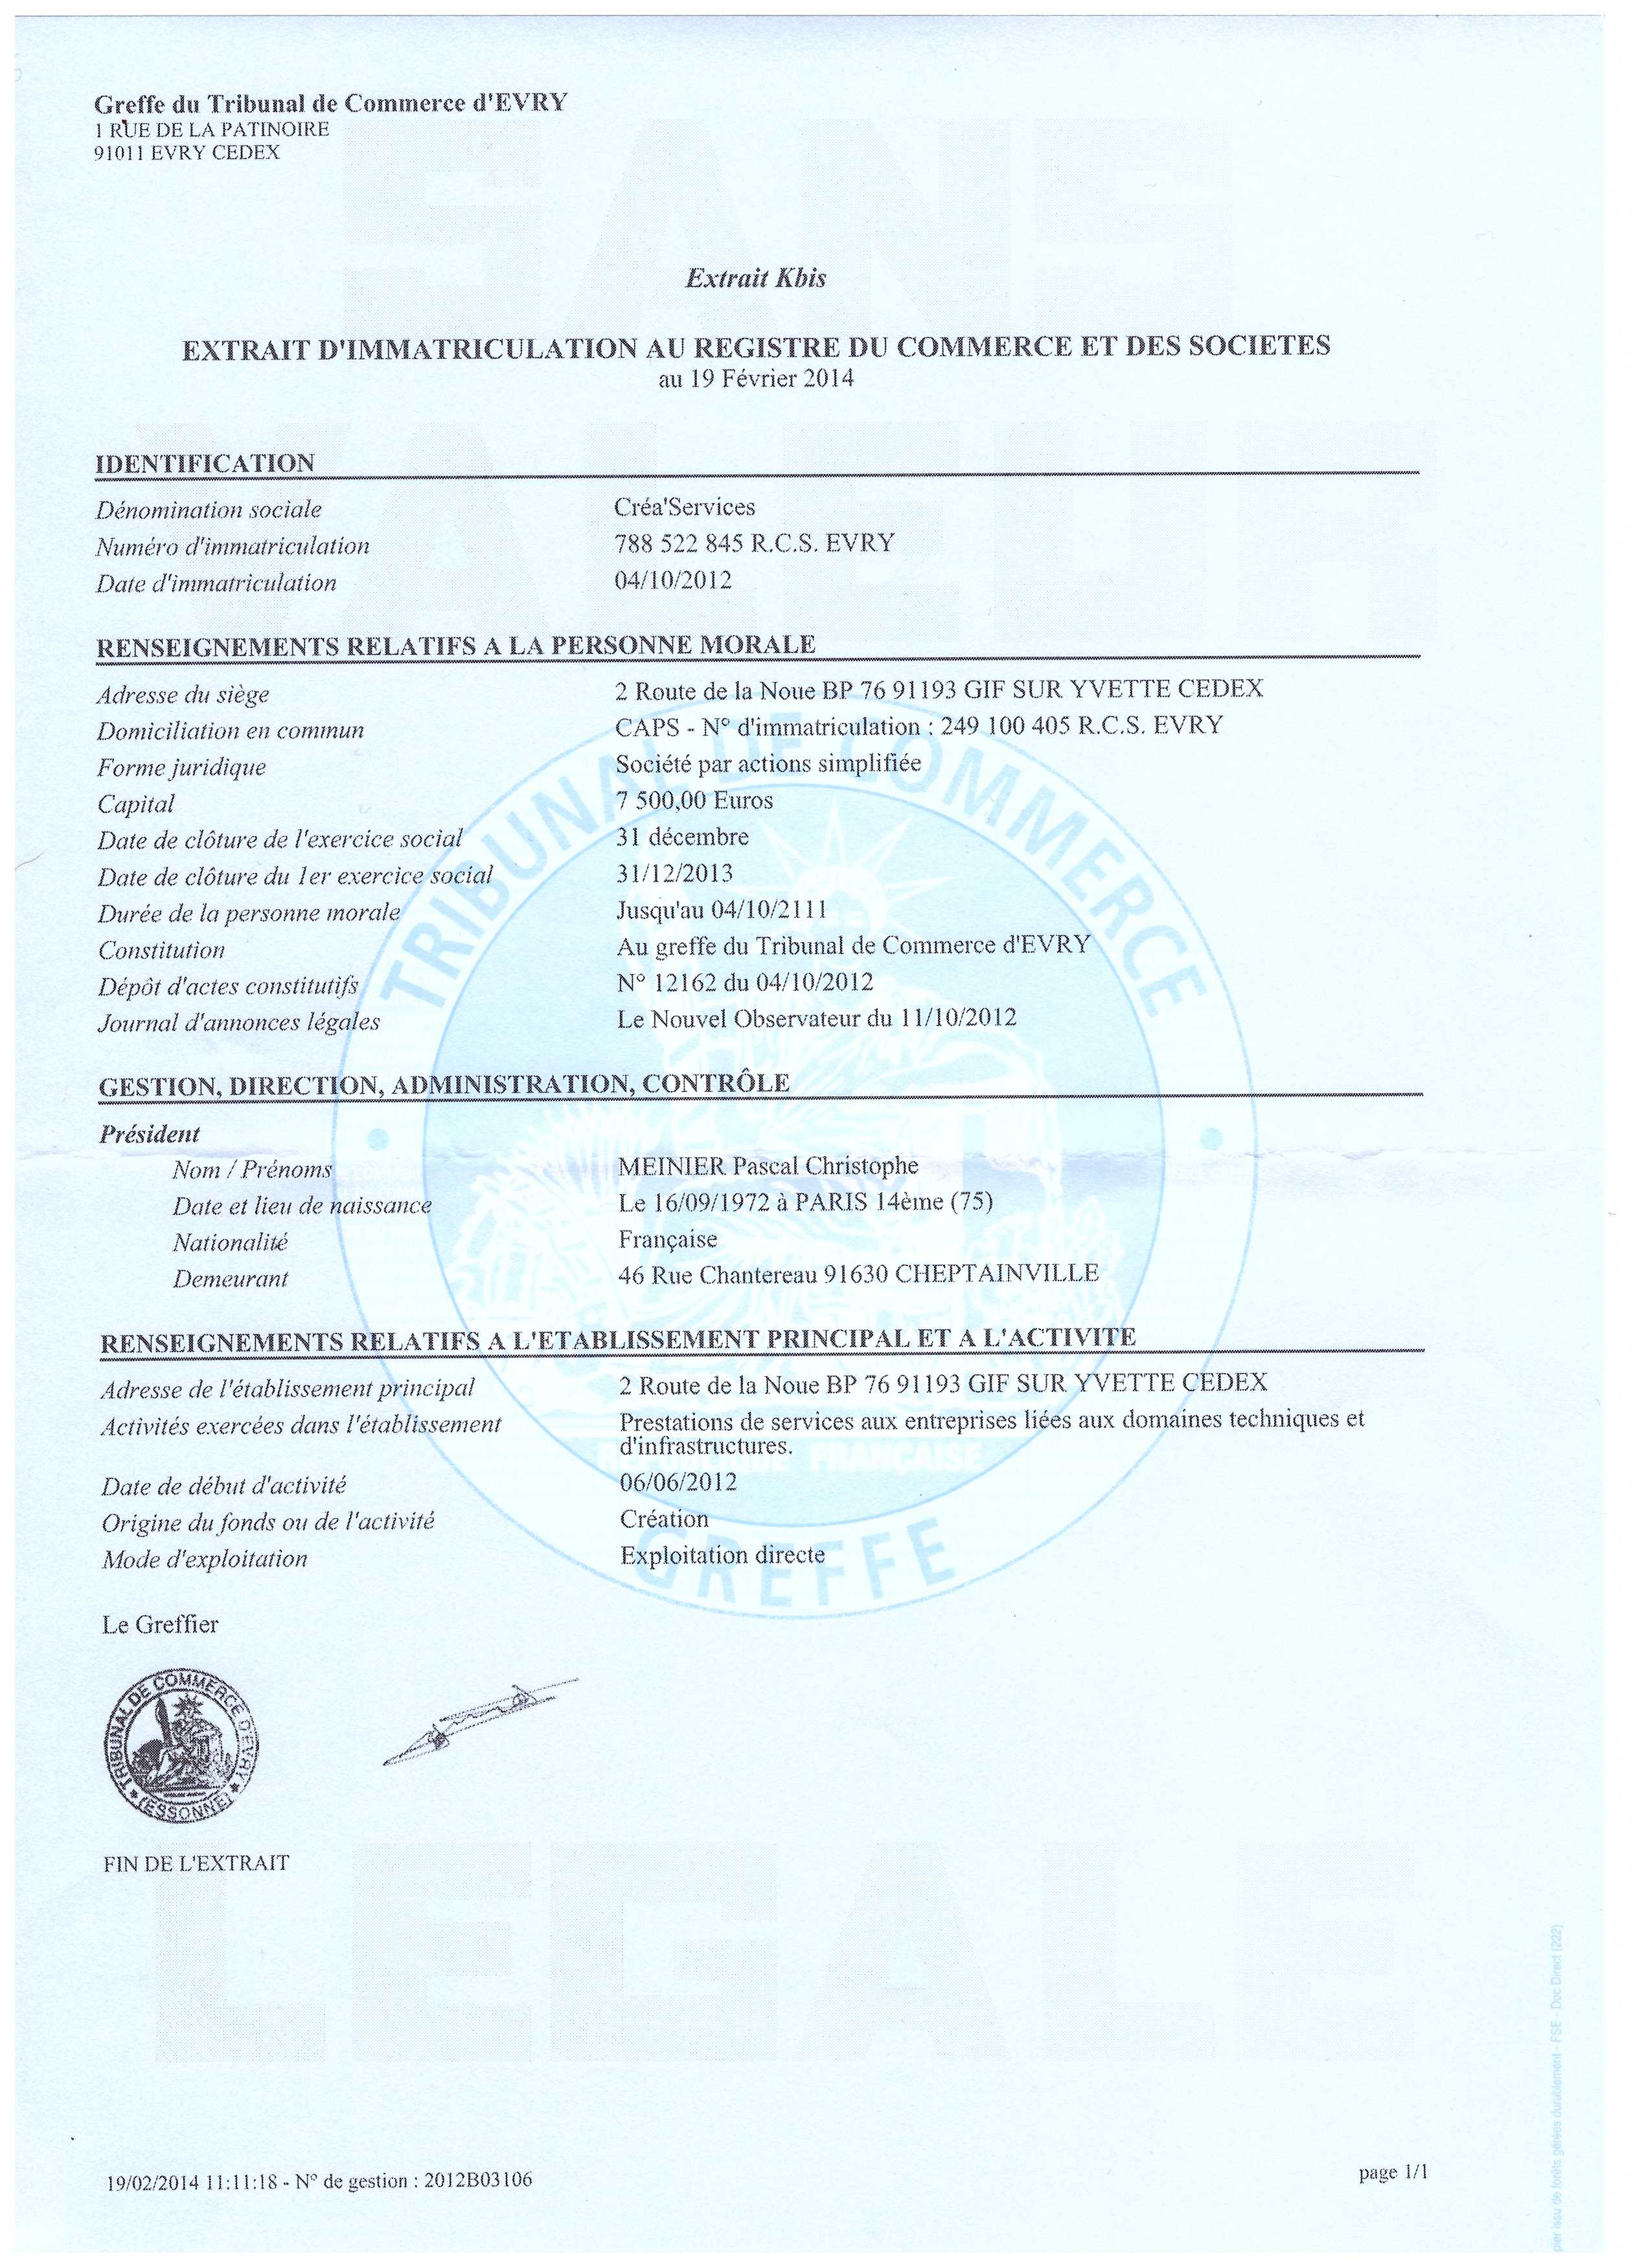 Greffe du Tribunal de Commerce d'EVRY
1 RUE DE LA PATINOIRE
91011 EVRY CEDEX
Extrait Kbis
EXTRAIT D'IMMATRICULATION AU REGISTRE DU COMMERCE ET DES SOCIETES
au 19 Février 2014
IDENTIFICATION
Dénomination sociale Créa'Services
Numéro d'immatriculation 788 522 845 R.C.S. EVRY
Date d'immatriculation 04/10/2012
RENSEIGNEMENTS RELATIFS A LA PERSONNE MORALE
Adresse du siège 2 Route de la Noue BP 76 91193 GIF SUR YVETTE CEDEX
Domiciliation en commun CAPS - N° d'immatriculation : 249 100 405 R.C.S. EVRY
Forme juridique Société par actions simplifiée
Capital 7 500,00 Euros
Date de clôture de l'exercice social 31 décembre
Date de clôture du 1er exercice social 31/12/2013
Durée de la personne morale Jusqu'au 04/10/2111
Constitution Au greffe du Tribunal de Commerce d'EVRY
Dépôt d'actes constitutifs N° 12162 du 04/10/2012
Journal d'annonces légales Le Nouvel Observateur du 11/10/2012
GESTION, DIRECTION, ADMINISTRATION, CONTRÔLE
Président
Nom / Prénoms MEINIER Pascal Christophe
Date et lieu de naissance Le 16/09/1972 à PARIS 14ème (75)
Nationalité Française
Demeurant 46 Rue Chantereau 91630 CHEPTAINVILLE
RENSEIGNEMENTS RELATIFS A L'ETABLISSEMENT PRINCIPAL ET A L'ACTIVITE
Adresse de l'établissement principal 2 Route de la Noue BP 76 91193 GIF SUR YVETTE CEDEX
Activités exercées dans l'établissement Prestations de services aux entreprises liées aux domaines techniques et
d'infrastructures.
Date de début d'activité 06/06/2012
Origine du fonds ou de l'activité Création
Mode d'exploitation Exploitation directe
TRIBUNAL DE COMMERCE
REPUBLIQUE FRANCAISE
GREFFE
Le Greffier
TRIBUNAL DE COMMERCE D'EVRY
(ESSONNE)
FIN DE L'EXTRAIT
LEGALE
19/02/2014 11:11:18 - N° de gestion : 2012B03106 page 1/1
issu de forêts gérées durablement - FSE - Doc Direct (222)